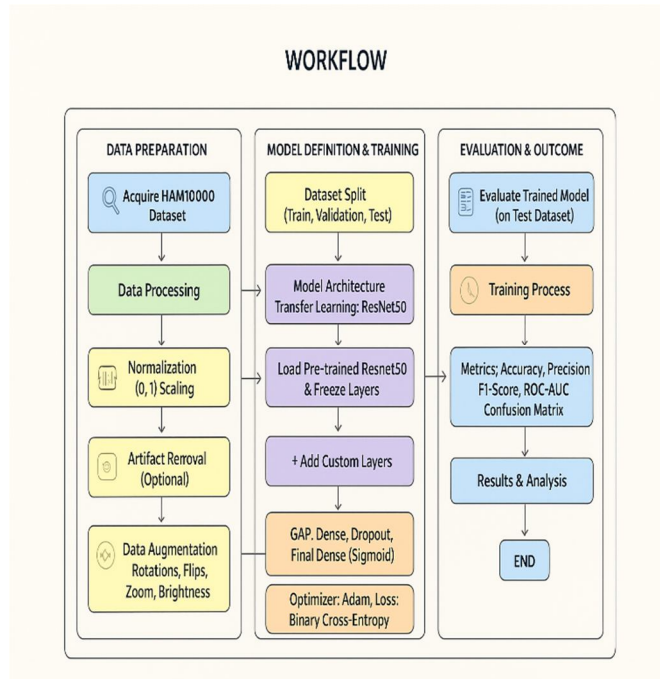 WORKFLOW
DATA PREPARATION
Acquire HAM10000
Dataset
Data Processing
Normalization
(0, 1) Scaling
Artifact Rerroval
(Optional)
Data Augmentation
Rotations, Flips,
Zoom, Brightness
MODEL DEFINITION & TRAINING
Dataset Split
(Train, Validation, Test)
Model Architecture
Transfer Learning: ResNet50
Load Pre-trained Resnet50
& Freeze Layers
+ Add Custom Layers
GAP. Dense, Dropout,
Final Dense (Sigmoid)
Optimizer: Adam, Loss:
Binary Cross-Entropy
EVALUATION & OUTCOME
Evaluate Trained Model
(on Test Dataset)
Training Process
Metrics; Accuracy, Precision
F1-Score, ROC-AUC
Confusion Matrix
Results & Analysis
END